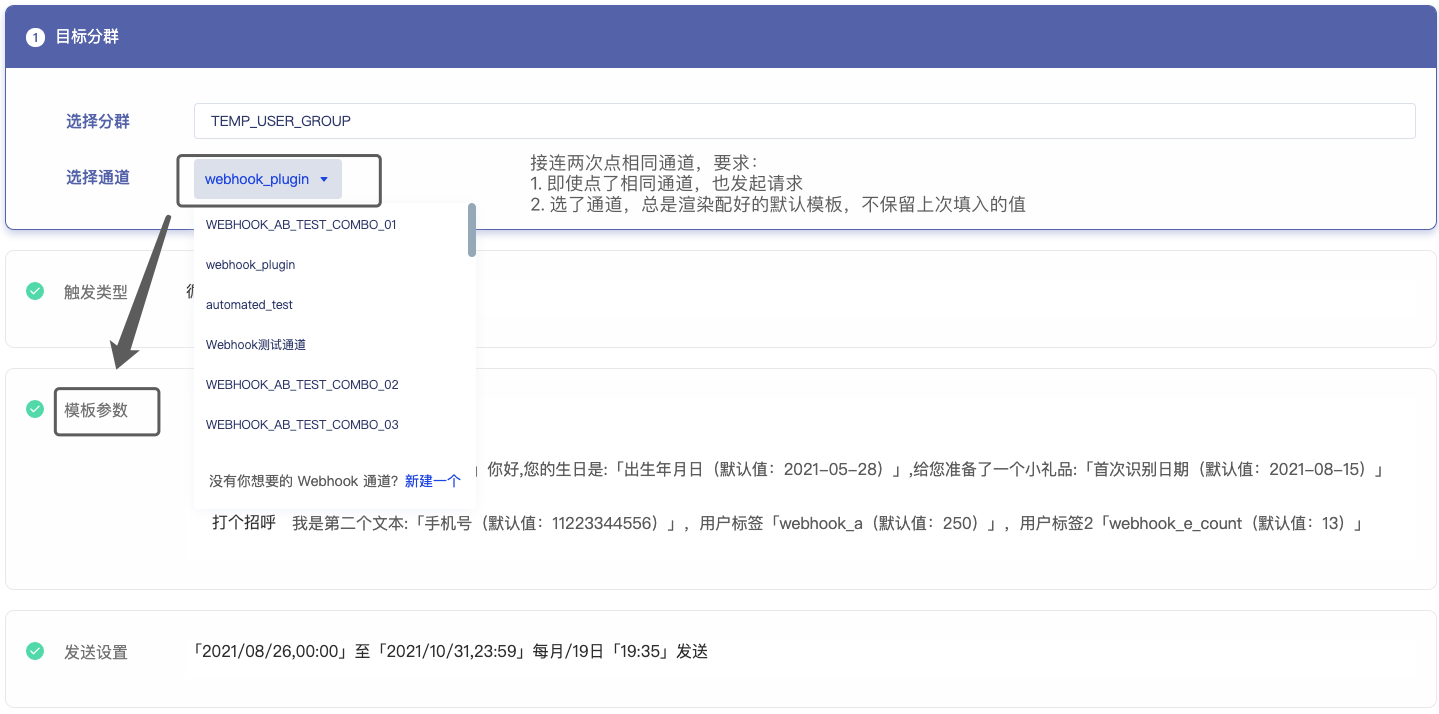 1 目标分群
选择分群 TEMP_USER_GROUP
选择通道 webhook_plugin
接连两次点相同通道，要求：
1. 即使点了相同通道，也发起请求
2. 选了通道，总是渲染配好的默认模板，不保留上次填入的值
WEBHOOK_AB_TEST_COMBO_01
webhook_plugin
automated_test
Webhook测试通道
WEBHOOK_AB_TEST_COMBO_02
WEBHOOK_AB_TEST_COMBO_03
没有你想要的 Webhook 通道? 新建一个
触发类型
模板参数
」你好,您的生日是:「出生年月日（默认值：2021-05-28）」,给您准备了一个小礼品:「首次识别日期（默认值：2021-08-15）」
打个招呼 我是第二个文本:「手机号（默认值：11223344556）」，用户标签「webhook_a（默认值：250）」，用户标签2「webhook_e_count（默认值：13）」
发送设置 「2021/08/26,00:00」至「2021/10/31,23:59」每月/19日「19:35」发送